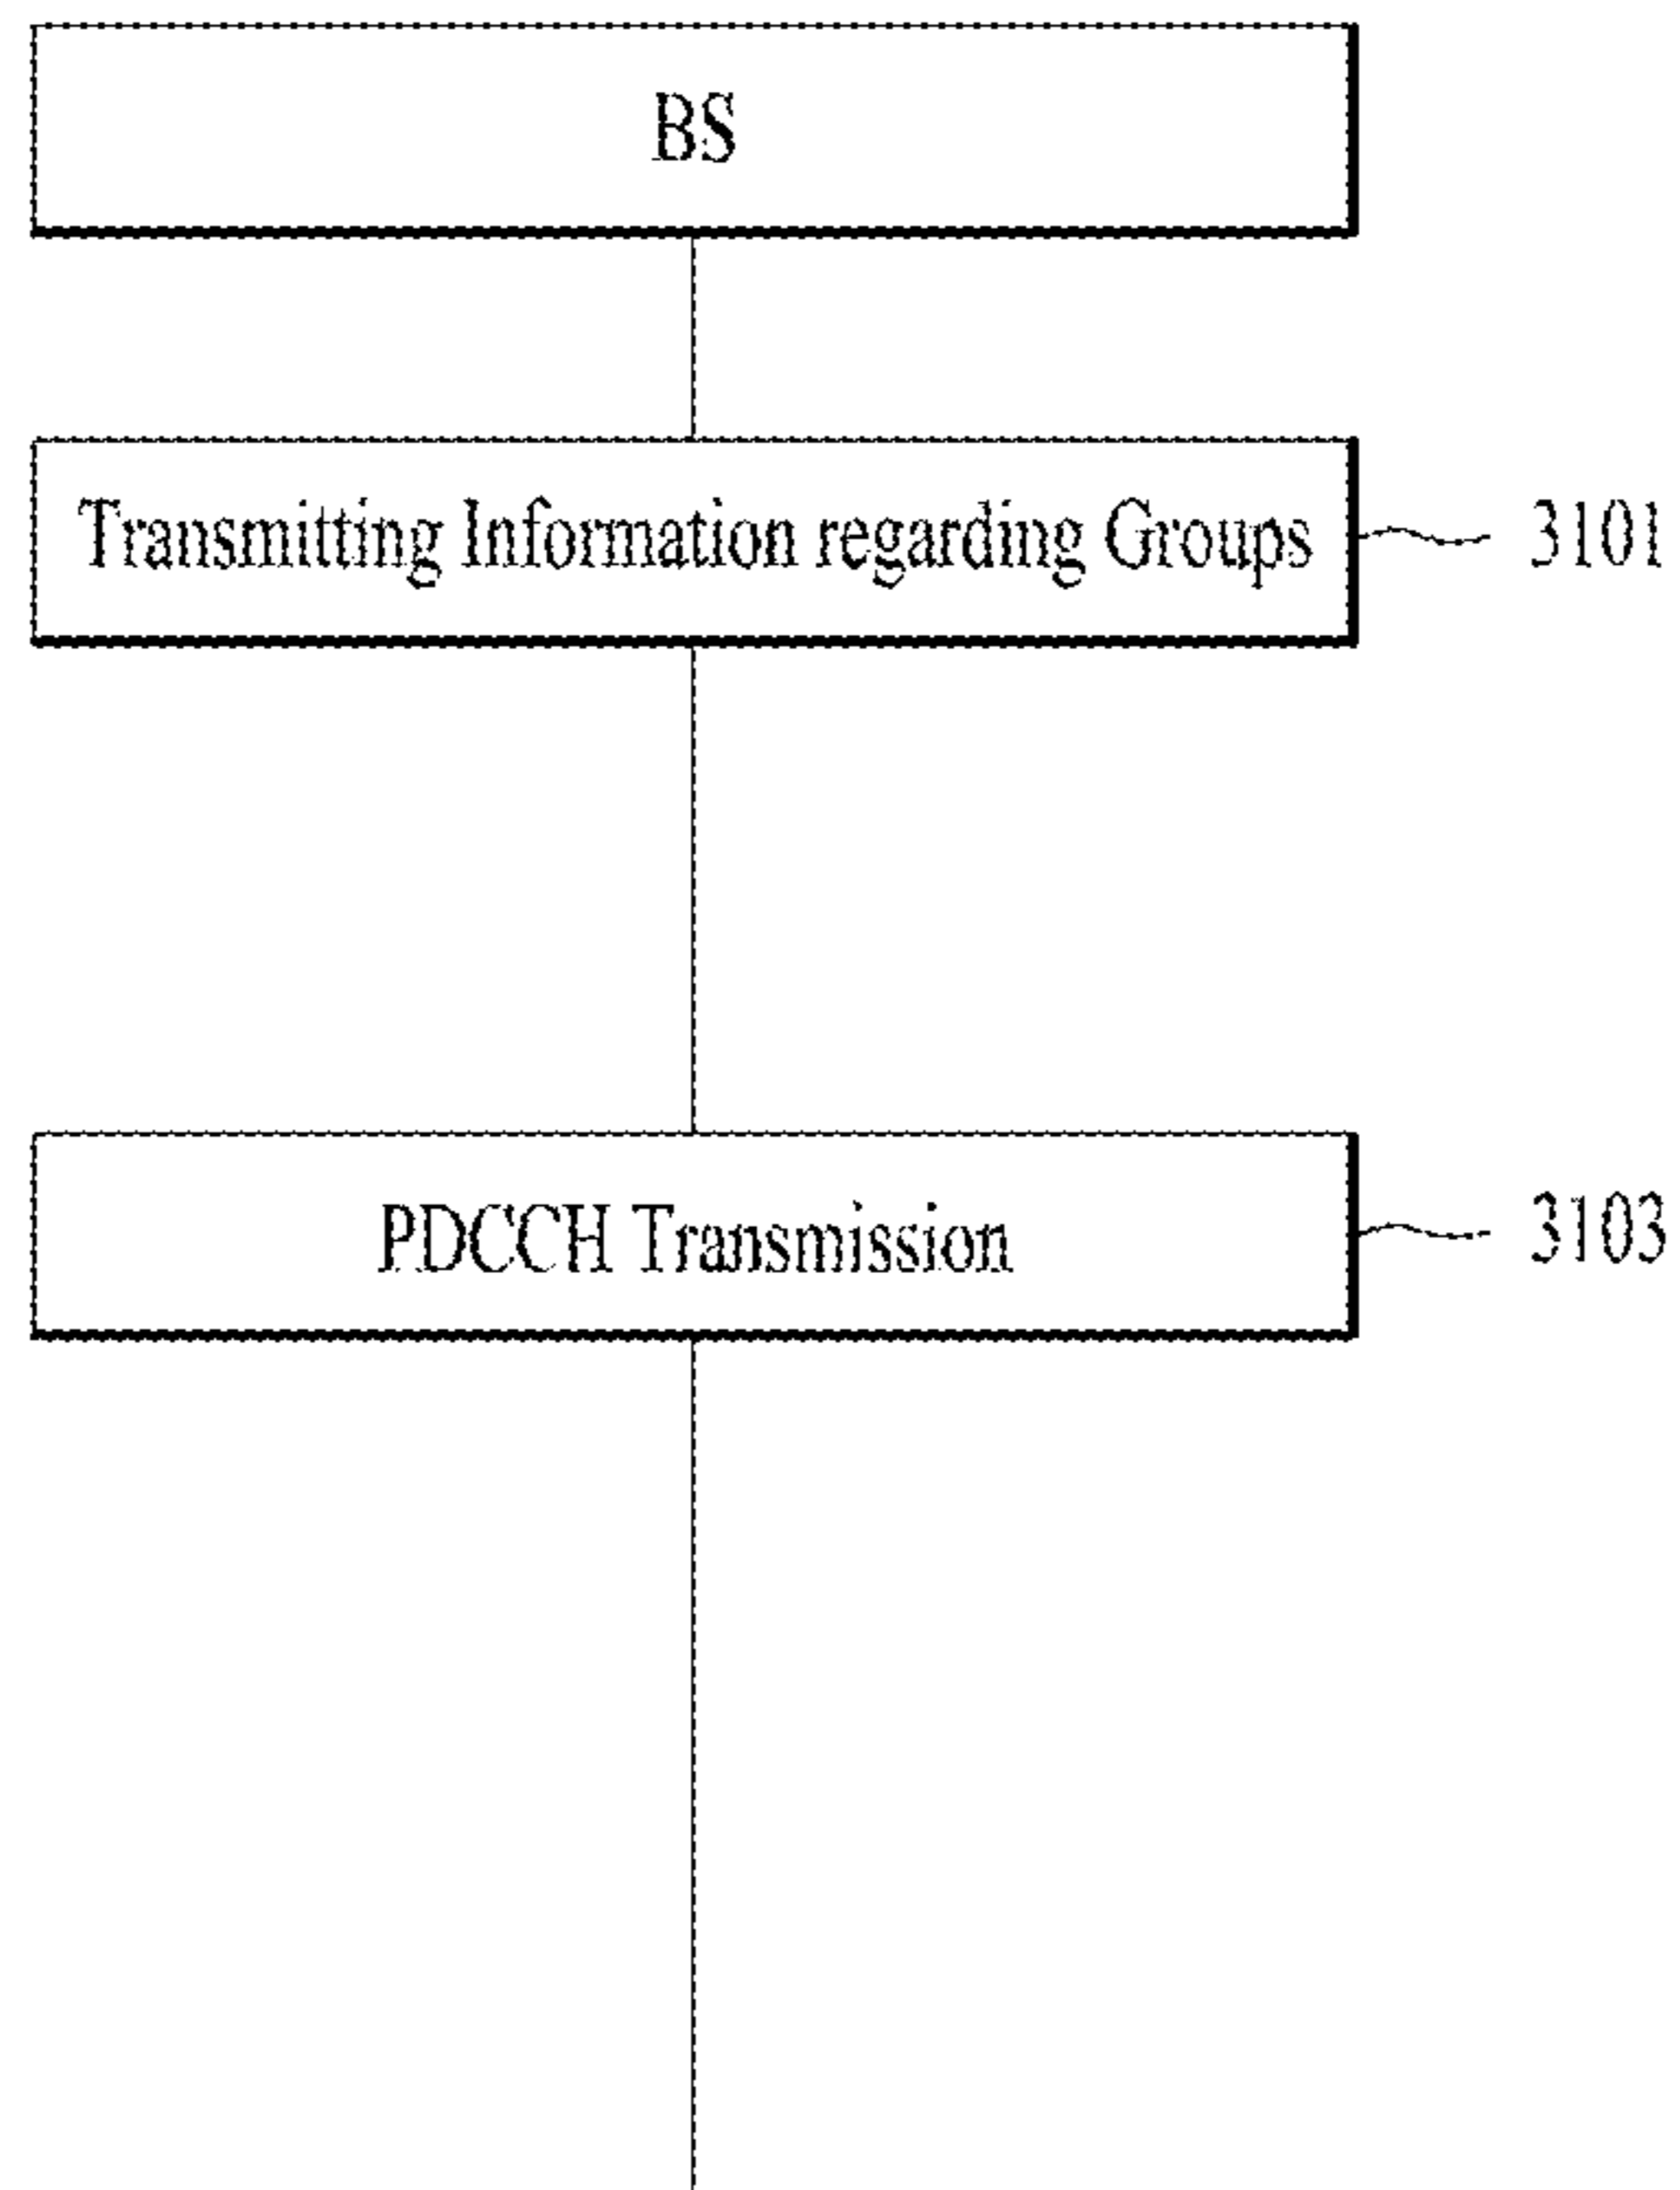 BS
Transmitting Information regarding Groups
3101
PDCCH Transmission
3103